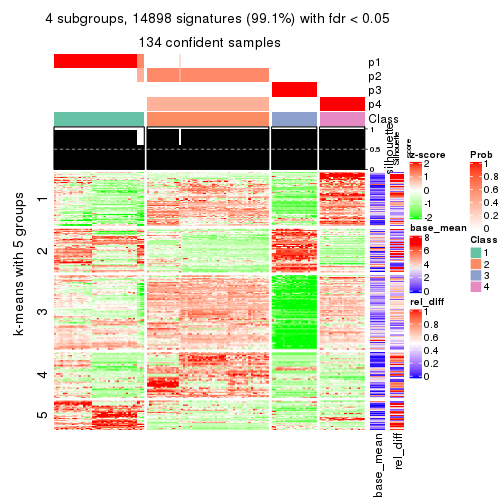 4 subgroups, 14898 signatures (99.1%) with fdr < 0.05
134 confident samples
p1
p2
p3
p4
Class
1
0.5
0
silhouette
Silhouette
k-means with 5 groups
1
2
3
4
5
base_mean
rel_diff
z-score
2
1
0
-1
-2
base_mean
8
6
4
2
0
rel_diff
1
0.8
0.6
0.4
0.2
0
Prob
1
0.8
0.6
0.4
0.2
0
Class
1
2
3
4